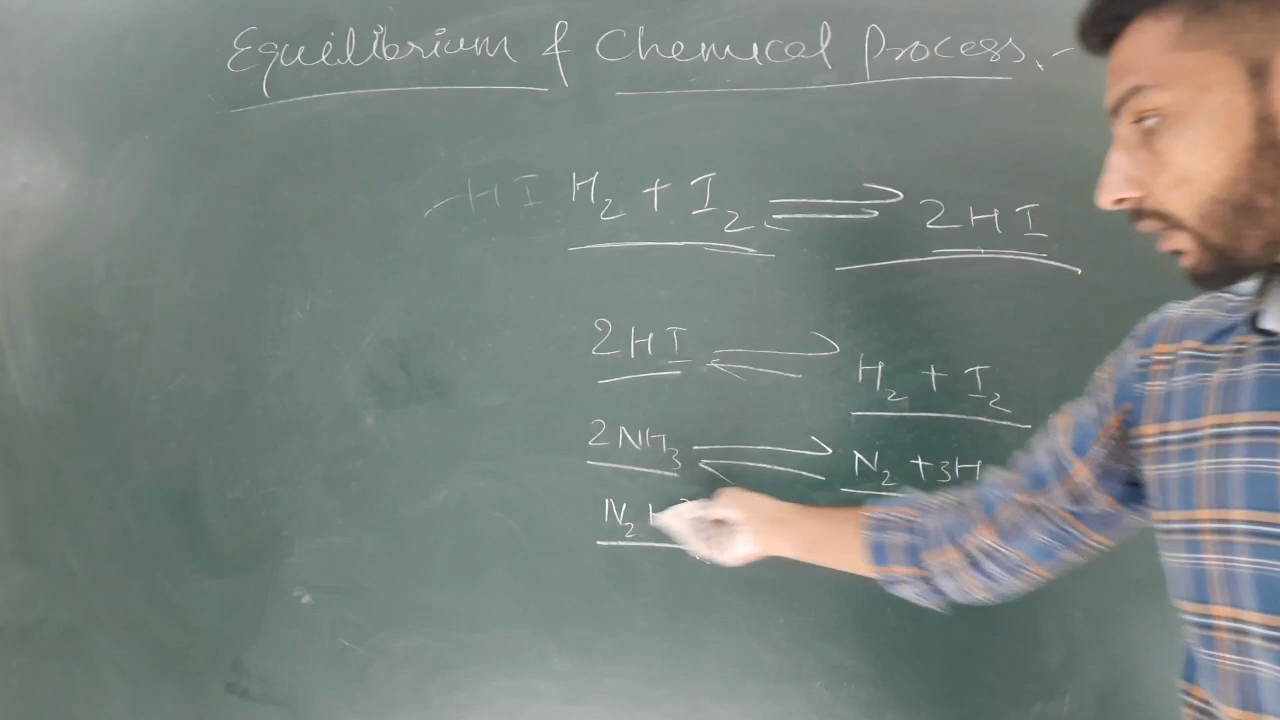 Equilibrium of Chemical Process.-
HI H₂ + I₂ ⇌ 2HI
2HI ⇌ H₂ + I₂
2NH₃ ⇌ N₂ + 3H
N₂